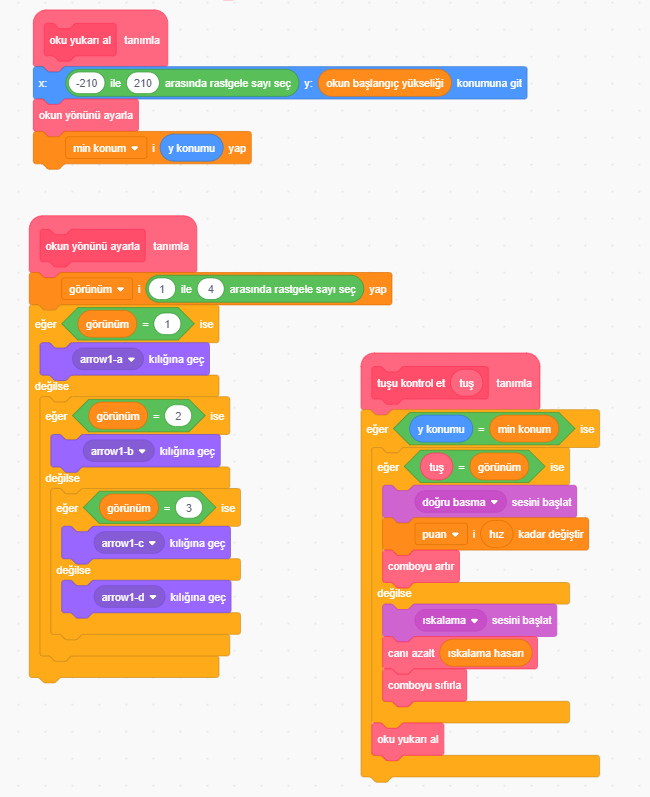 oku yukarı al tanımla
x: -210 ile 210 arasında rastgele sayı seç y: okun başlangıç yükseliği konumuna git
okun yönünü ayarla
min konum i y konumu yap
okun yönünü ayarla tanımla
görünüm i 1 ile 4 arasında rastgele sayı seç yap
eğer görünüm = 1 ise
arrow1-a kılığına geç
değilse
eğer görünüm = 2 ise
arrow1-b kılığına geç
değilse
eğer görünüm = 3 ise
arrow1-c kılığına geç
değilse
arrow1-d kılığına geç
tuşu kontrol et tuş tanımla
eğer y konumu = min konum ise
eğer tuş = görünüm ise
doğru basma sesini başlat
puan i hız kadar değiştir
comboyu artır
değilse
ıskalama sesini başlat
canı azalt ıskalama hasarı
comboyu sıfırla
oku yukarı al